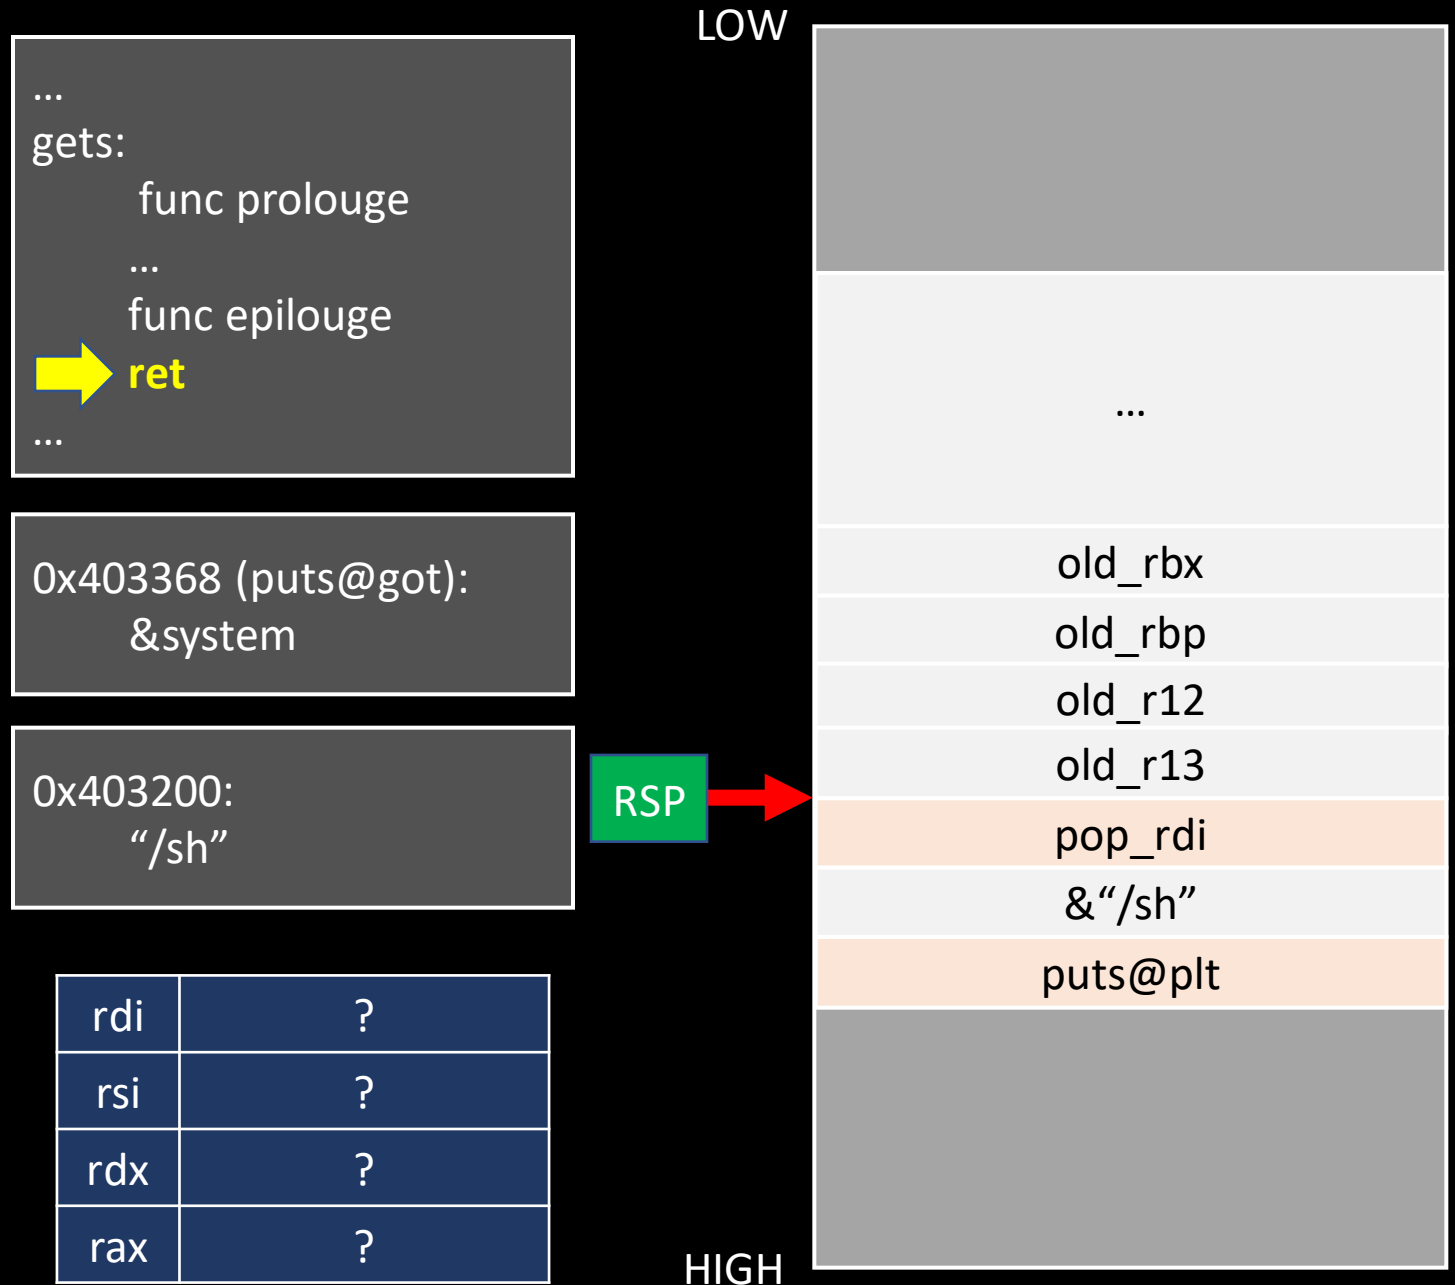 LOW
…
gets:
func prolouge
…
func epilouge
ret
…
0x403368 (puts@got):
&system
0x403200:
“/sh”
rdi ?
rsi ?
rdx ?
rax ?
RSP
…
old_rbx
old_rbp
old_r12
old_r13
pop_rdi
&“/sh”
puts@plt
HIGH